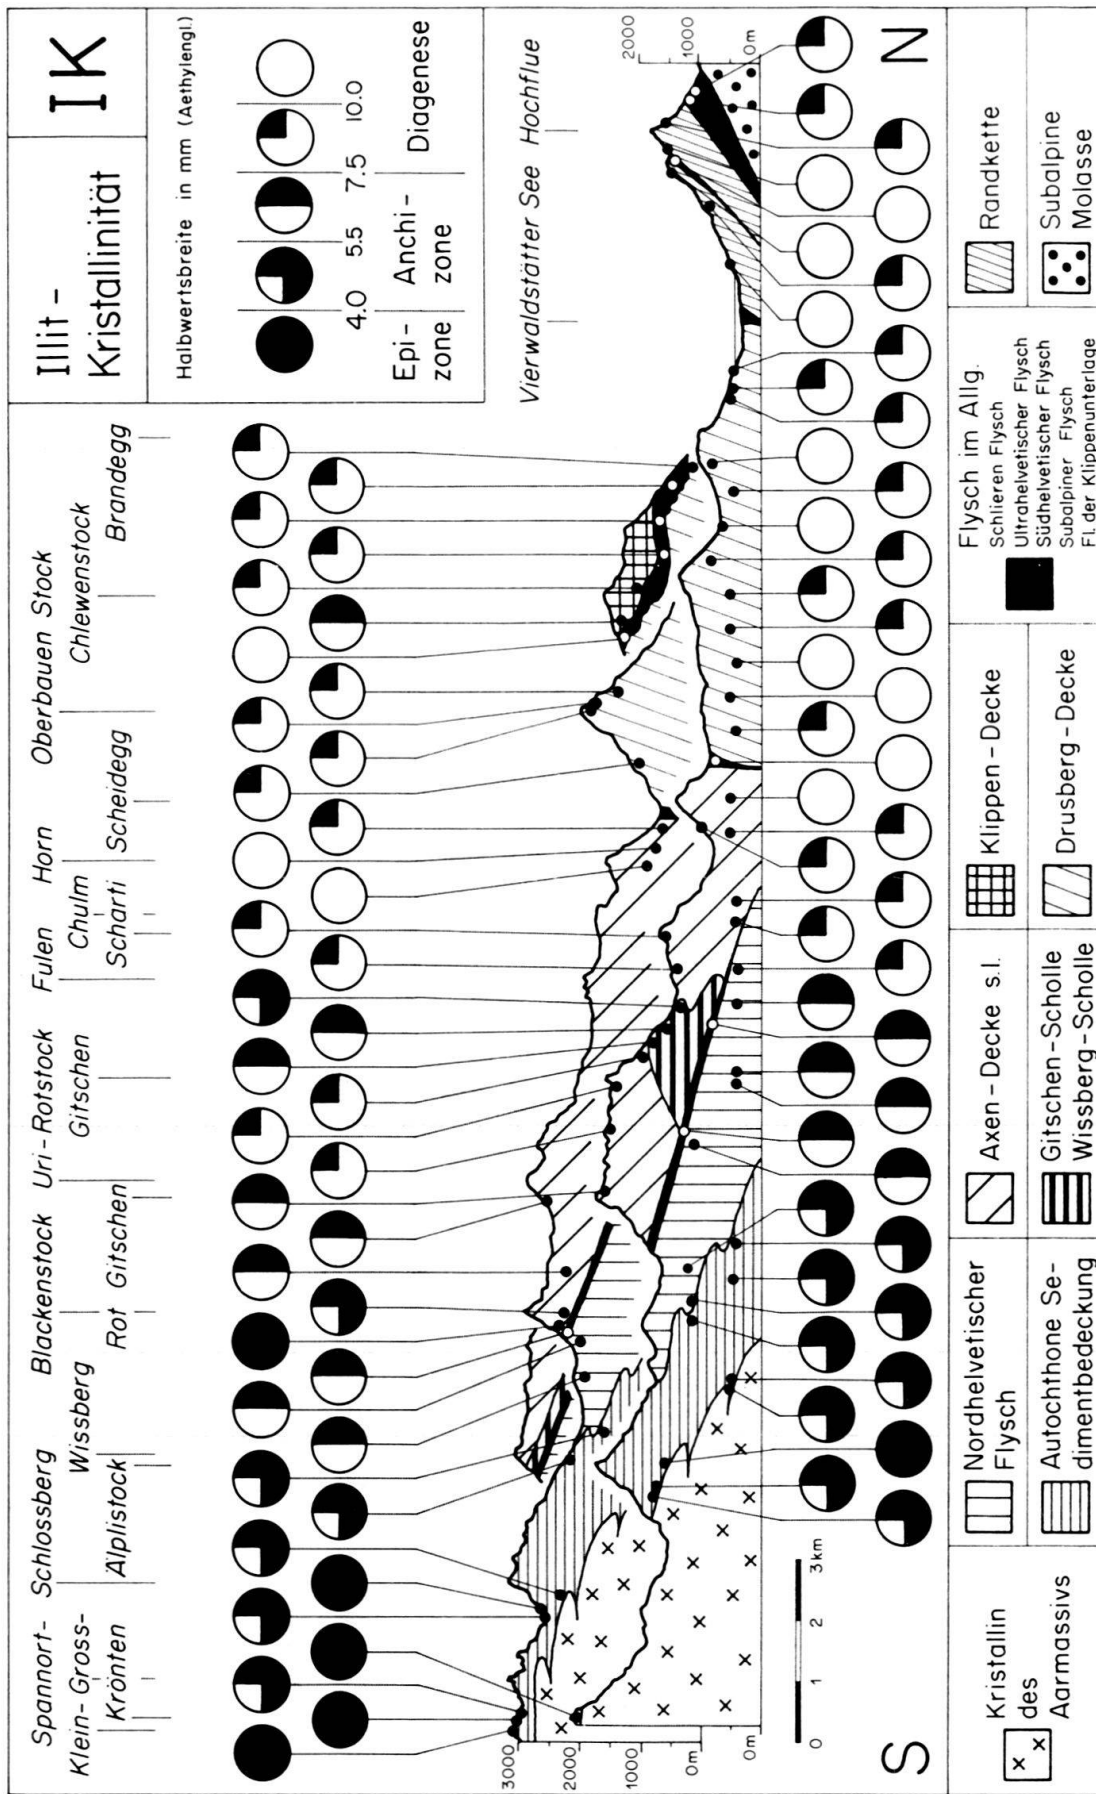 Illit-
Kristallinität
IK
Halbwertsbreite in mm (Aethylengl.)
4.0
5.5
7.5
10.0
Epi-
zone
Anchi-
zone
Diagenese
Spannort-
Klein-Gross-
Krönten
Schlossberg
Älplistock
Wissberg
Blackenstock
Rot Gitschen
Uri-Rotstock
Gitschen
Fulen
Chulm
Scharti
Horn
Scheidegg
Oberbauen Stock
Chlewenstock
Brandegg
Vierwaldstätter See
Hochflue
3000
2000
1000
0m
1000
0m
2000
1000
0m
0
1
2
3km
S
N
Kristallin
des
Aarmassivs
Nordhelvetischer
Flysch
Autochthone Se-
dimentbedeckung
Axen-Decke s.l.
Gitschen-Scholle
Wissberg-Scholle
Klippen-Decke
Drusberg-Decke
Flysch im Allg.
Schlieren Flysch
Ultrahelvetischer Flysch
Südhelvetischer Flysch
Subalpiner Flysch
Fl. der Klippenunterlage
Randkette
Subalpine
Molasse